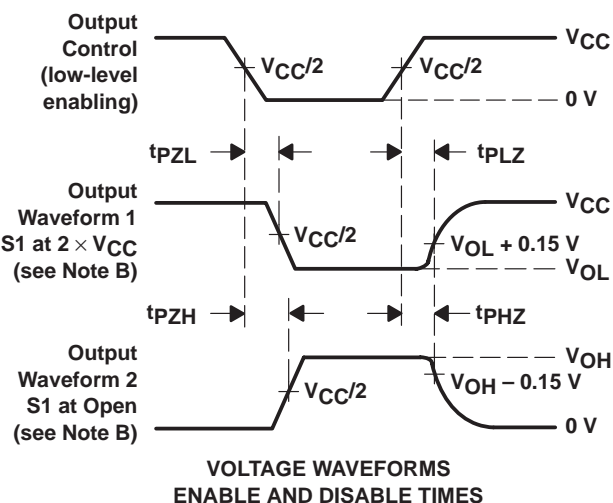 Output
Control
(low-level
enabling)
VCC
VCC/2
VCC/2
0 V
tPZL
tPLZ
Output
Waveform 1
S1 at 2 × VCC
(see Note B)
VCC
VCC/2
VOL + 0.15 V
VOL
tPZH
tPHZ
Output
Waveform 2
S1 at Open
(see Note B)
VOH
VCC/2
VOH – 0.15 V
0 V
VOLTAGE WAVEFORMS
ENABLE AND DISABLE TIMES